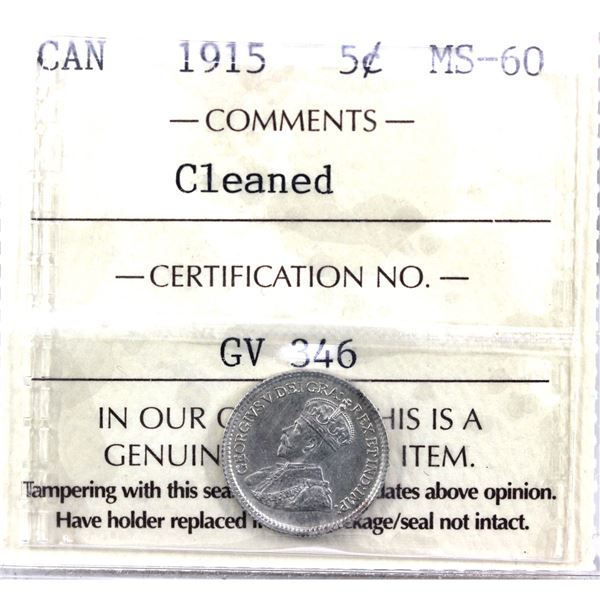 CAN 1915 5¢ MS-60
— COMMENTS —
Cleaned
— CERTIFICATION NO. —
GV 346
IN OUR HIS IS A
GENUIN ITEM.
Tampering with this sea ates above opinion.
Have holder replaced i kage/seal not intact.
GEORGIVS V DEI GRA: REX ET IND: IMP: